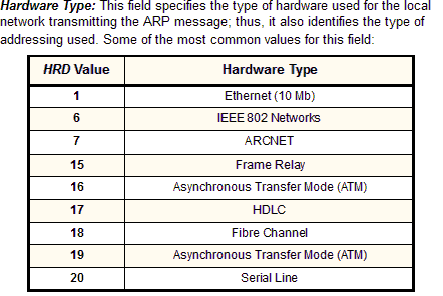 Hardware Type: This field specifies the type of hardware used for the local
network transmitting the ARP message; thus, it also identifies the type of
addressing used. Some of the most common values for this field:
HRD Value Hardware Type
1 Ethernet (10 Mb)
6 IEEE 802 Networks
7 ARCNET
15 Frame Relay
16 Asynchronous Transfer Mode (ATM)
17 HDLC
18 Fibre Channel
19 Asynchronous Transfer Mode (ATM)
20 Serial Line